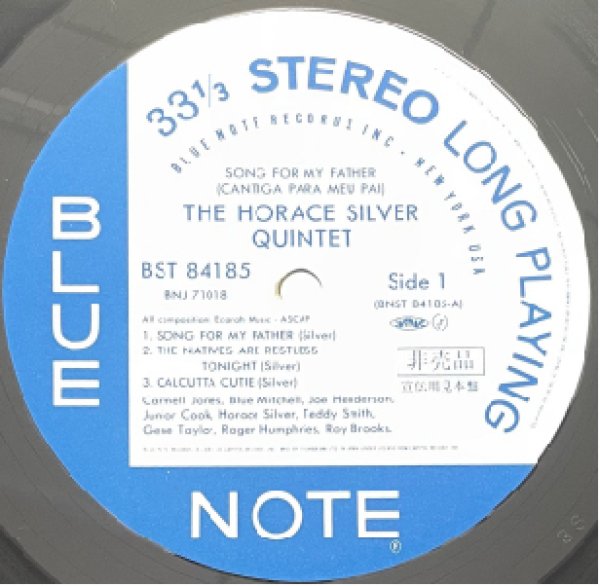 33 1/3 STEREO LONG PLAYING
BLUE NOTE RECORDS INC. · NEW YORK USA
SONG FOR MY FATHER
(CANTIGA PARA MEU PAI)
THE HORACE SILVER
QUINTET
BST 84185
BNJ 71018
Side 1
(BNST 84185-A)
All composition: Ecaroh Music - ASCAP
1. SONG FOR MY FATHER (Silver)
2. THE NATIVES ARE RESTLESS
TONIGHT (Silver)
3. CALCUTTA CUTIE (Silver)
非売品
宣伝用見本盤
Carmell Jones, Blue Mitchell, Joe Henderson,
Junior Cook, Horace Silver, Teddy Smith,
Gene Taylor, Roger Humphries, Roy Brooks.
BLUE
NOTE
®